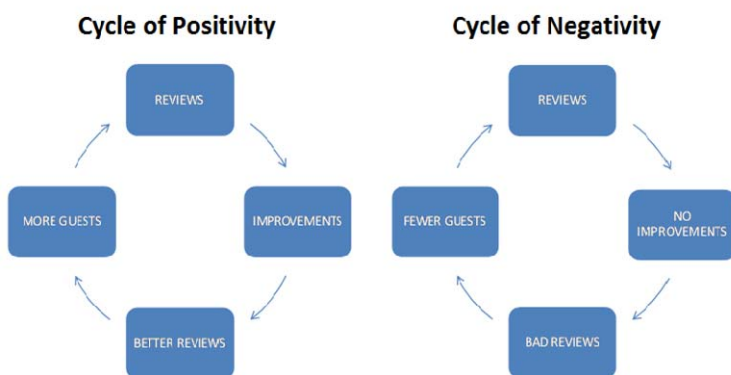 Cycle of Positivity
REVIEWS
MORE GUESTS
IMPROVEMENTS
BETTER REVIEWS
Cycle of Negativity
REVIEWS
FEWER GUESTS
NO
IMPROVEMENTS
BAD REVIEWS